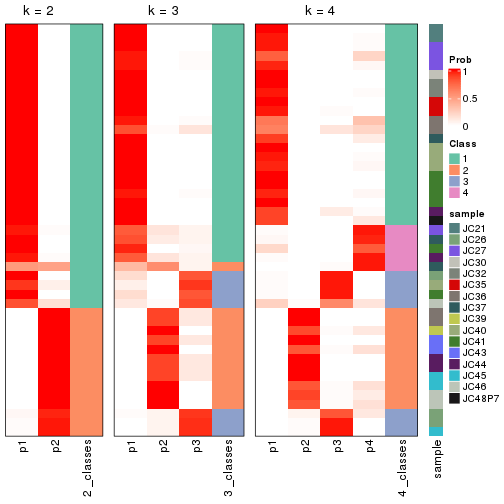 k = 2
k = 3
k = 4
p1
p2
2_classes
p1
p2
p3
3_classes
p1
p2
p3
p4
4_classes
sample
Prob
1
0.5
0
Class
1
2
3
4
sample
JC21
JC26
JC27
JC30
JC32
JC35
JC36
JC37
JC39
JC40
JC41
JC43
JC44
JC45
JC46
JC48P7